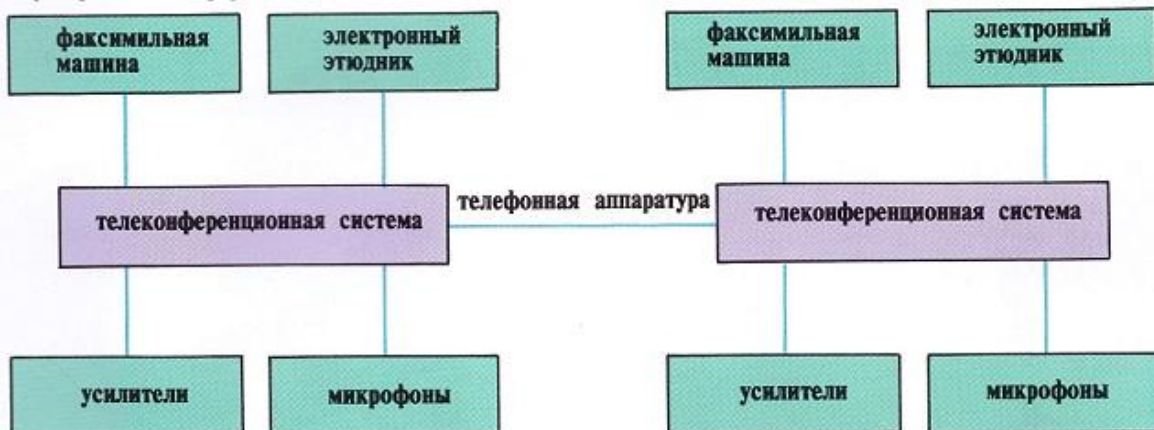 факсимильная
машина
электронный
этюдник
факсимильная
машина
электронный
этюдник
телеконференционная система
телефонная аппаратура
телеконференционная система
усилители
микрофоны
усилители
микрофоны